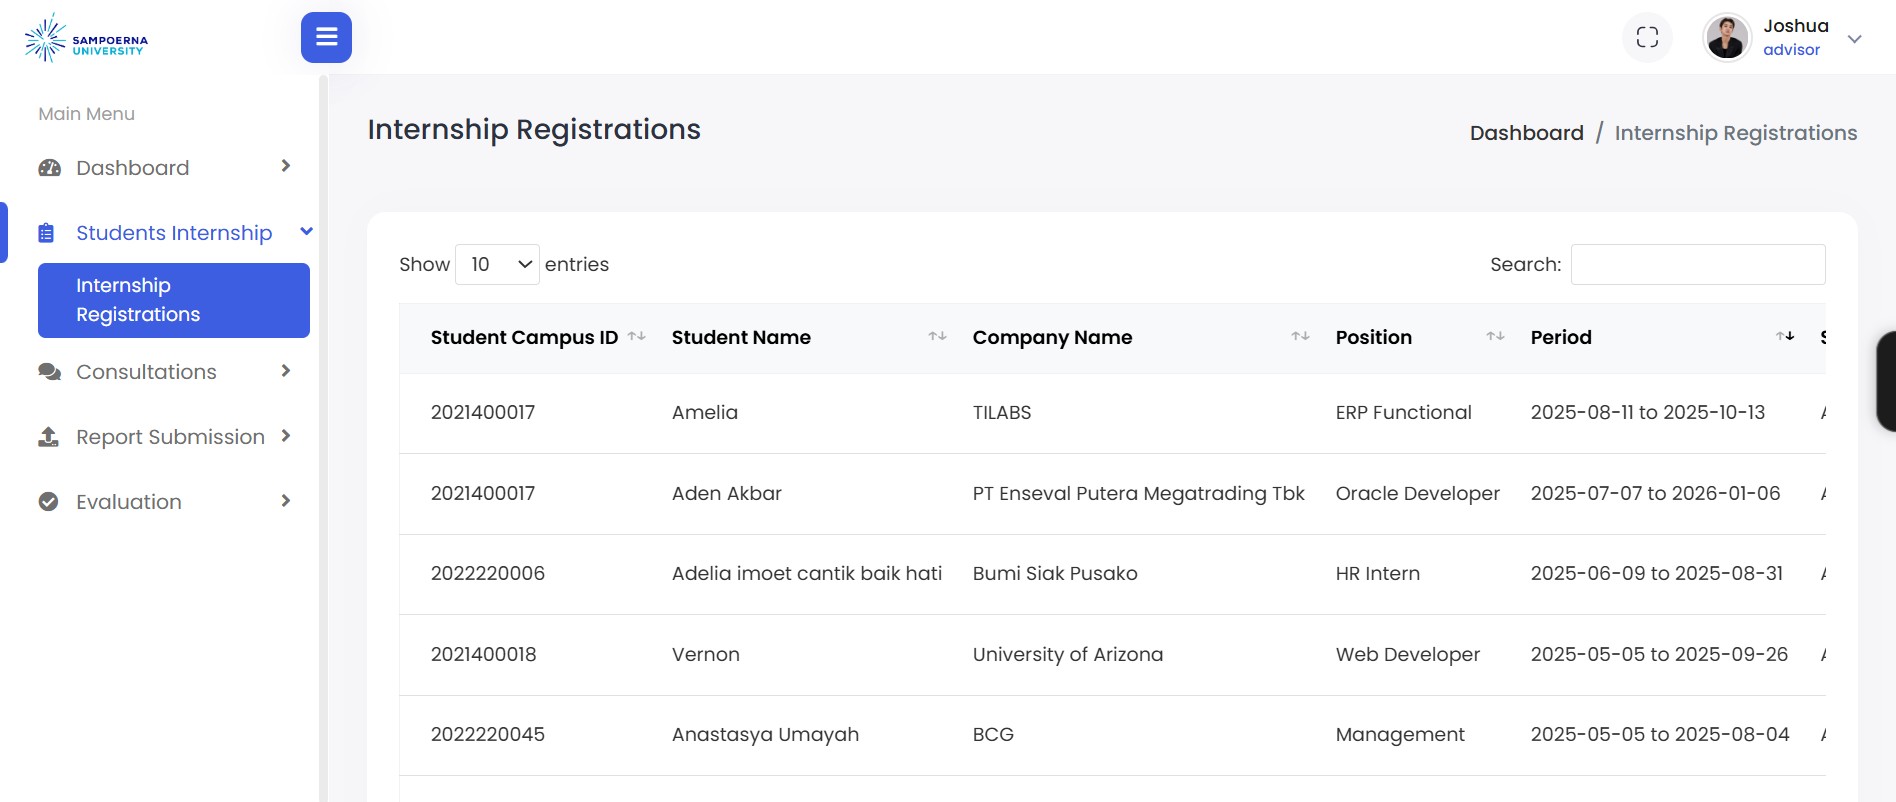 SAMPOERNA
UNIVERSITY
Joshua
advisor
Main Menu
Dashboard
Students Internship
Internship
Registrations
Consultations
Report Submission
Evaluation
Internship Registrations
Dashboard / Internship Registrations
Show 10 entries
Search:
Student Campus ID Student Name Company Name Position Period
2021400017 Amelia TILABS ERP Functional 2025-08-11 to 2025-10-13
2021400017 Aden Akbar PT Enseval Putera Megatrading Tbk Oracle Developer 2025-07-07 to 2026-01-06
2022220006 Adelia imoet cantik baik hati Bumi Siak Pusako HR Intern 2025-06-09 to 2025-08-31
2021400018 Vernon University of Arizona Web Developer 2025-05-05 to 2025-09-26
2022220045 Anastasya Umayah BCG Management 2025-05-05 to 2025-08-04